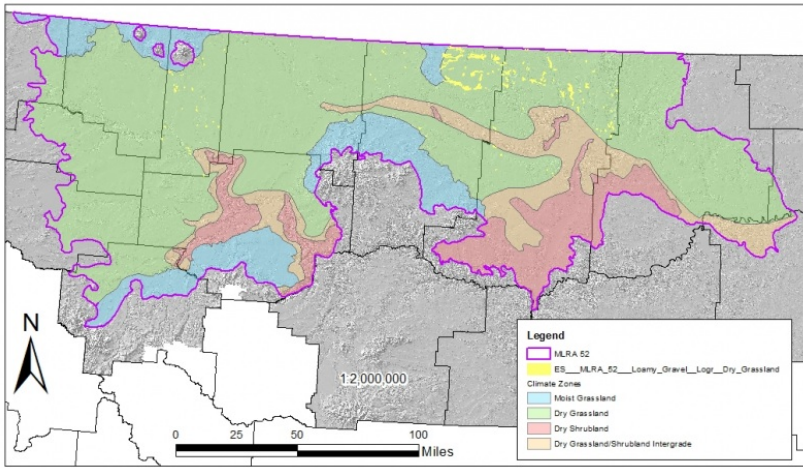 N
1:2,000,000
0 25 50 100
Miles
Legend
MLRA 52
ES___MLRA_52___Loamy_Gravel__Logr__Dry_Grassland
Climate Zones
Moist Grassland
Dry Grassland
Dry Shrubland
Dry Grassland/Shrubland Intergrade